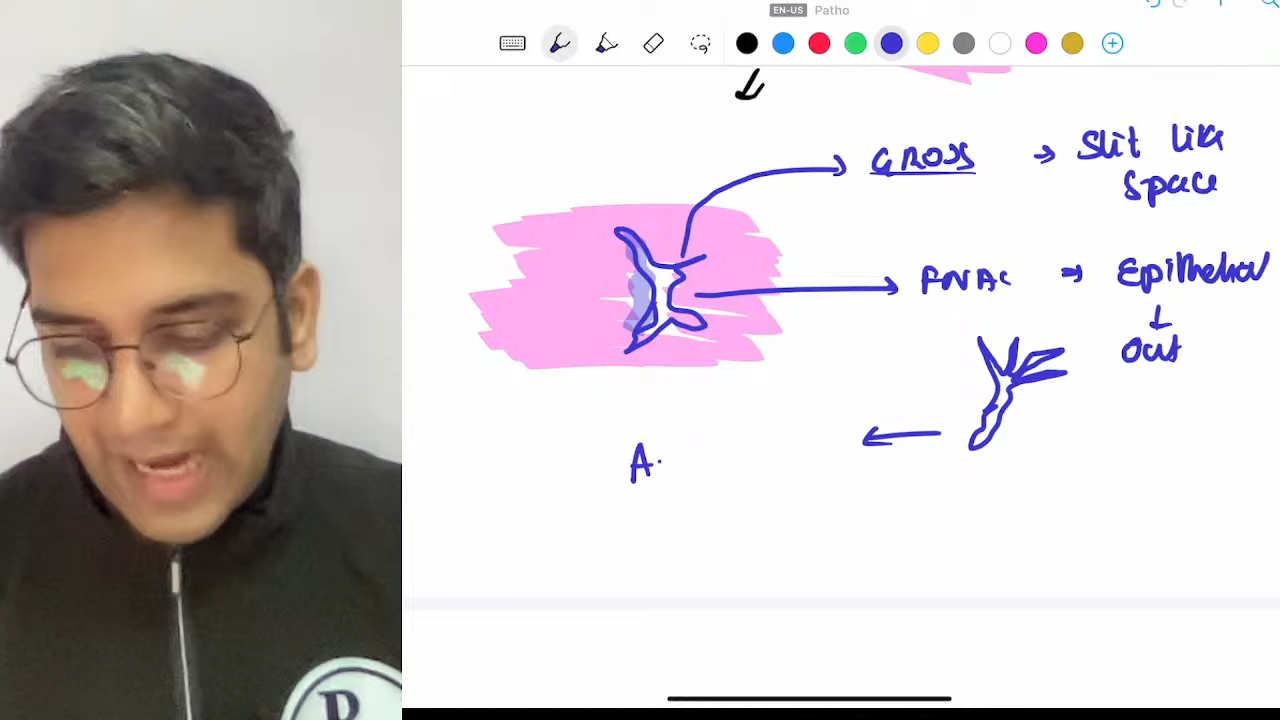 EN-US Patho
GROSS → Slit like
space
FNAC ⇒ Epithelial
↓
out
A.
P